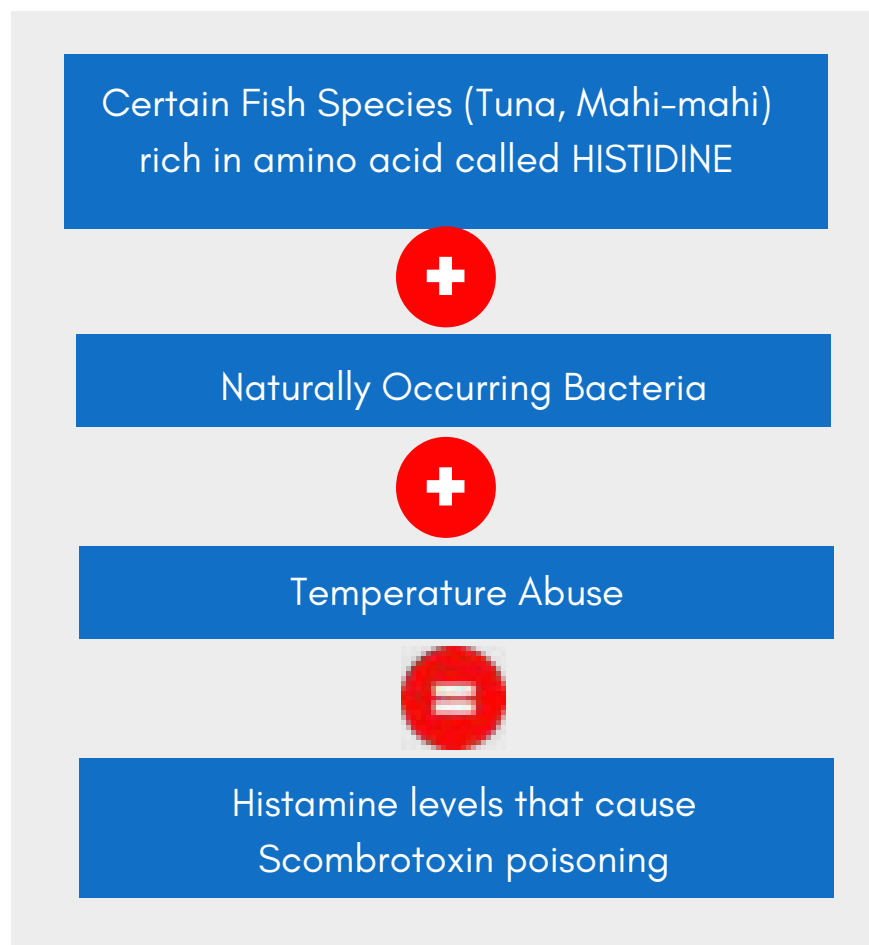 Certain Fish Species (Tuna, Mahi-mahi)
rich in amino acid called HISTIDINE
+
Naturally Occurring Bacteria
+
Temperature Abuse
=
Histamine levels that cause
Scombrotoxin poisoning